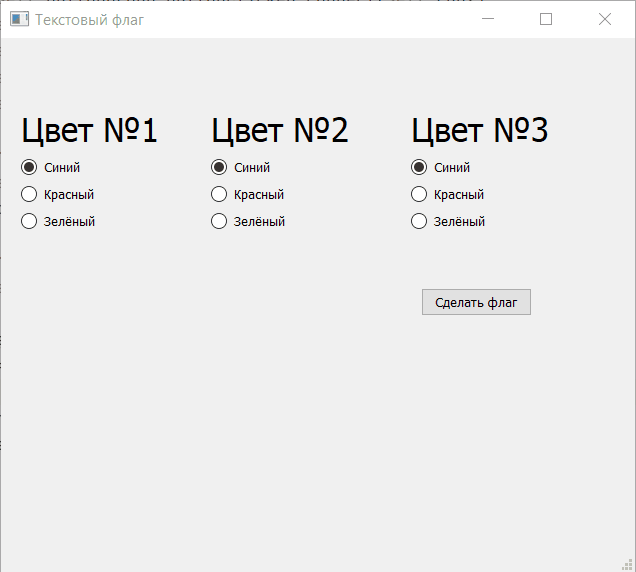 Текстовый флаг
Цвет №1 Цвет №2 Цвет №3
Синий Синий Синий
Красный Красный Красный
Зелёный Зелёный Зелёный
Сделать флаг